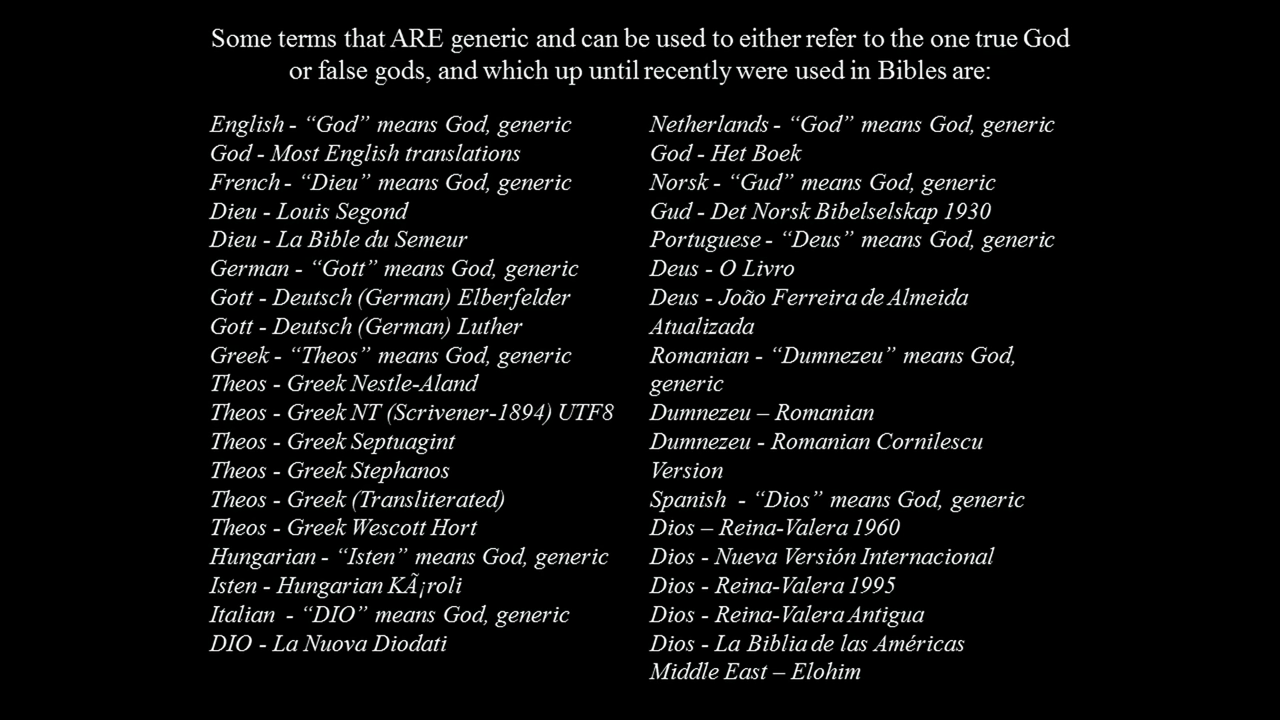 Some terms that ARE generic and can be used to either refer to the one true God
or false gods, and which up until recently were used in Bibles are:
English - “God” means God, generic
God - Most English translations
French - “Dieu” means God, generic
Dieu - Louis Segond
Dieu - La Bible du Semeur
German - “Gott” means God, generic
Gott - Deutsch (German) Elberfelder
Gott - Deutsch (German) Luther
Greek - “Theos” means God, generic
Theos - Greek Nestle-Aland
Theos - Greek NT (Scrivener-1894) UTF8
Theos - Greek Septuagint
Theos - Greek Stephanos
Theos - Greek (Transliterated)
Theos - Greek Wescott Hort
Hungarian - “Isten” means God, generic
Isten - Hungarian KÃ¡roli
Italian  - “DIO” means God, generic
DIO - La Nuova Diodati
Netherlands - “God” means God, generic
God - Het Boek
Norsk - “Gud” means God, generic
Gud - Det Norsk Bibelselskap 1930
Portuguese - “Deus” means God, generic
Deus - O Livro
Deus - João Ferreira de Almeida
Atualizada
Romanian - “Dumnezeu” means God,
generic
Dumnezeu – Romanian
Dumnezeu - Romanian Cornilescu
Version
Spanish  - “Dios” means God, generic
Dios – Reina-Valera 1960
Dios - Nueva Versión Internacional
Dios - Reina-Valera 1995
Dios - Reina-Valera Antigua
Dios - La Biblia de las Américas
Middle East – Elohim